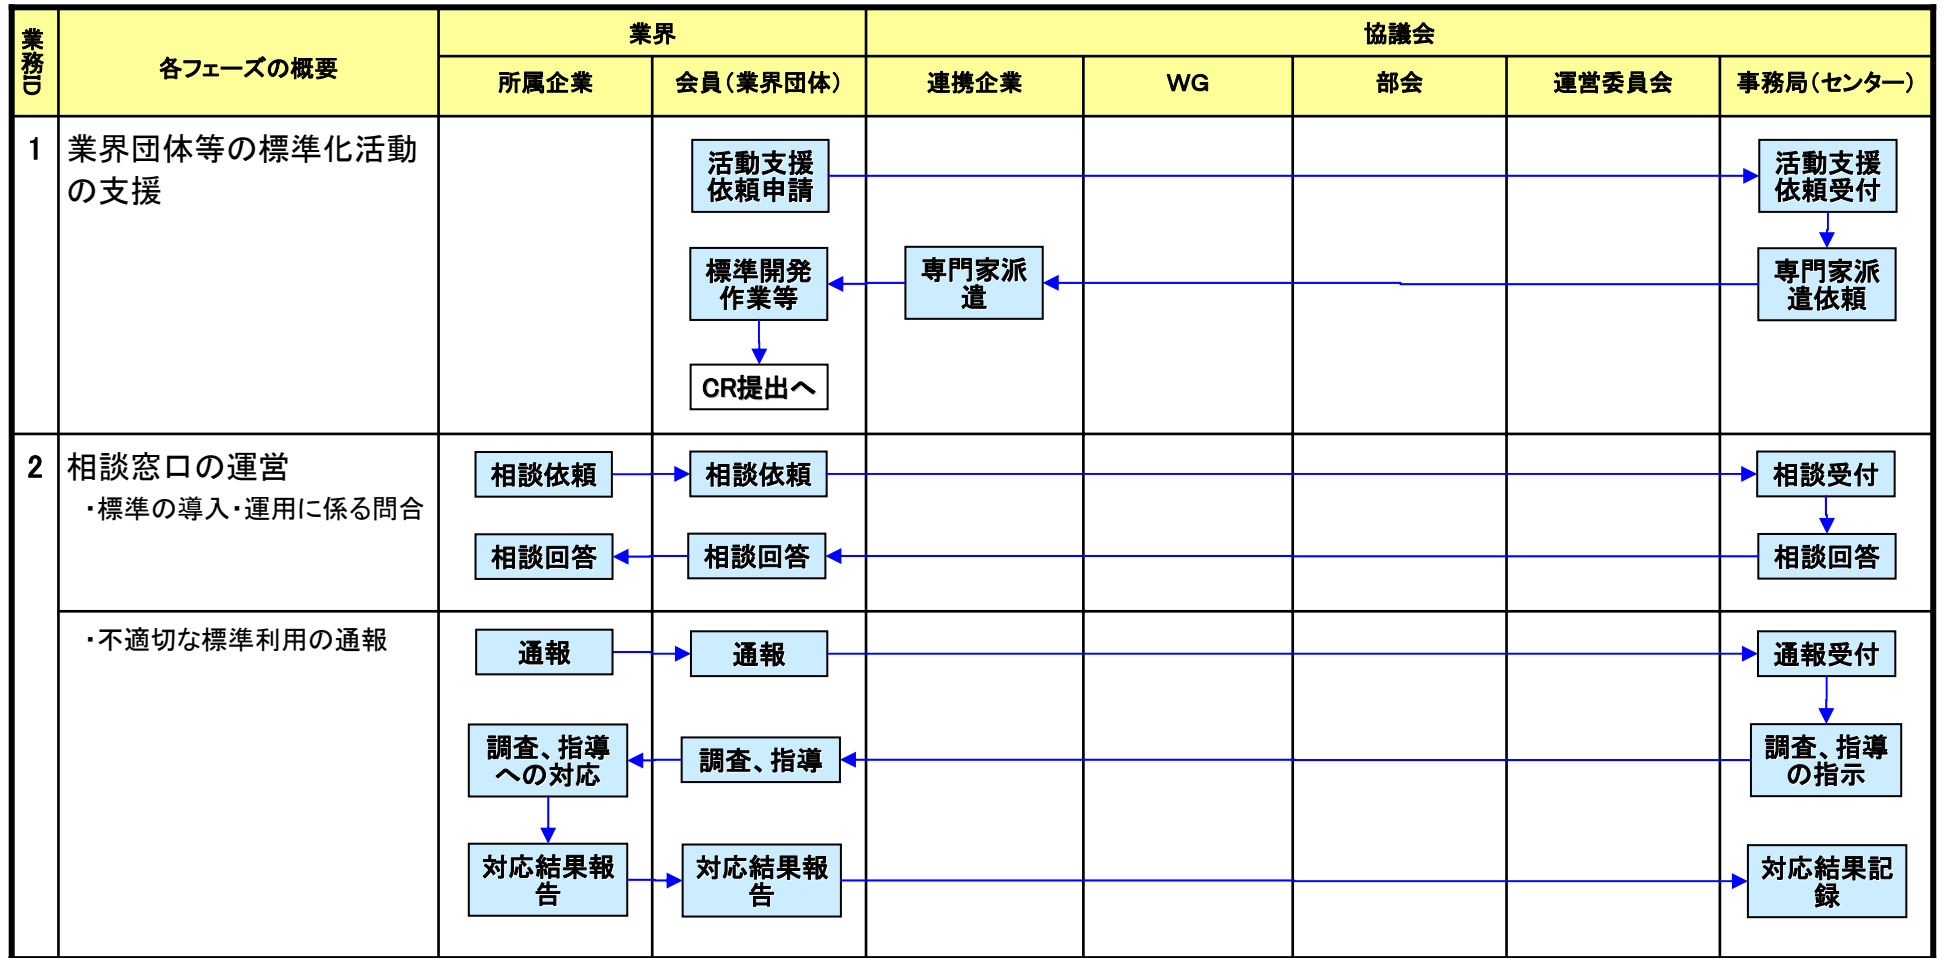 業務ID
各フェーズの概要
業界
協議会
所属企業
会員（業界団体）
連携企業
WG
部会
運営委員会
事務局（センター）
1
業界団体等の標準化活動
の支援
活動支援
依頼申請
活動支援
依頼受付
標準開発
作業等
専門家派
遣
専門家派
遣依頼
CR提出へ
2
相談窓口の運営
・標準の導入・運用に係る問合
相談依頼
相談依頼
相談受付
相談回答
相談回答
相談回答
・不適切な標準利用の通報
通報
通報
通報受付
調査、指導
への対応
調査、指導
調査、指導
の指示
対応結果報
告
対応結果報
告
対応結果記
録